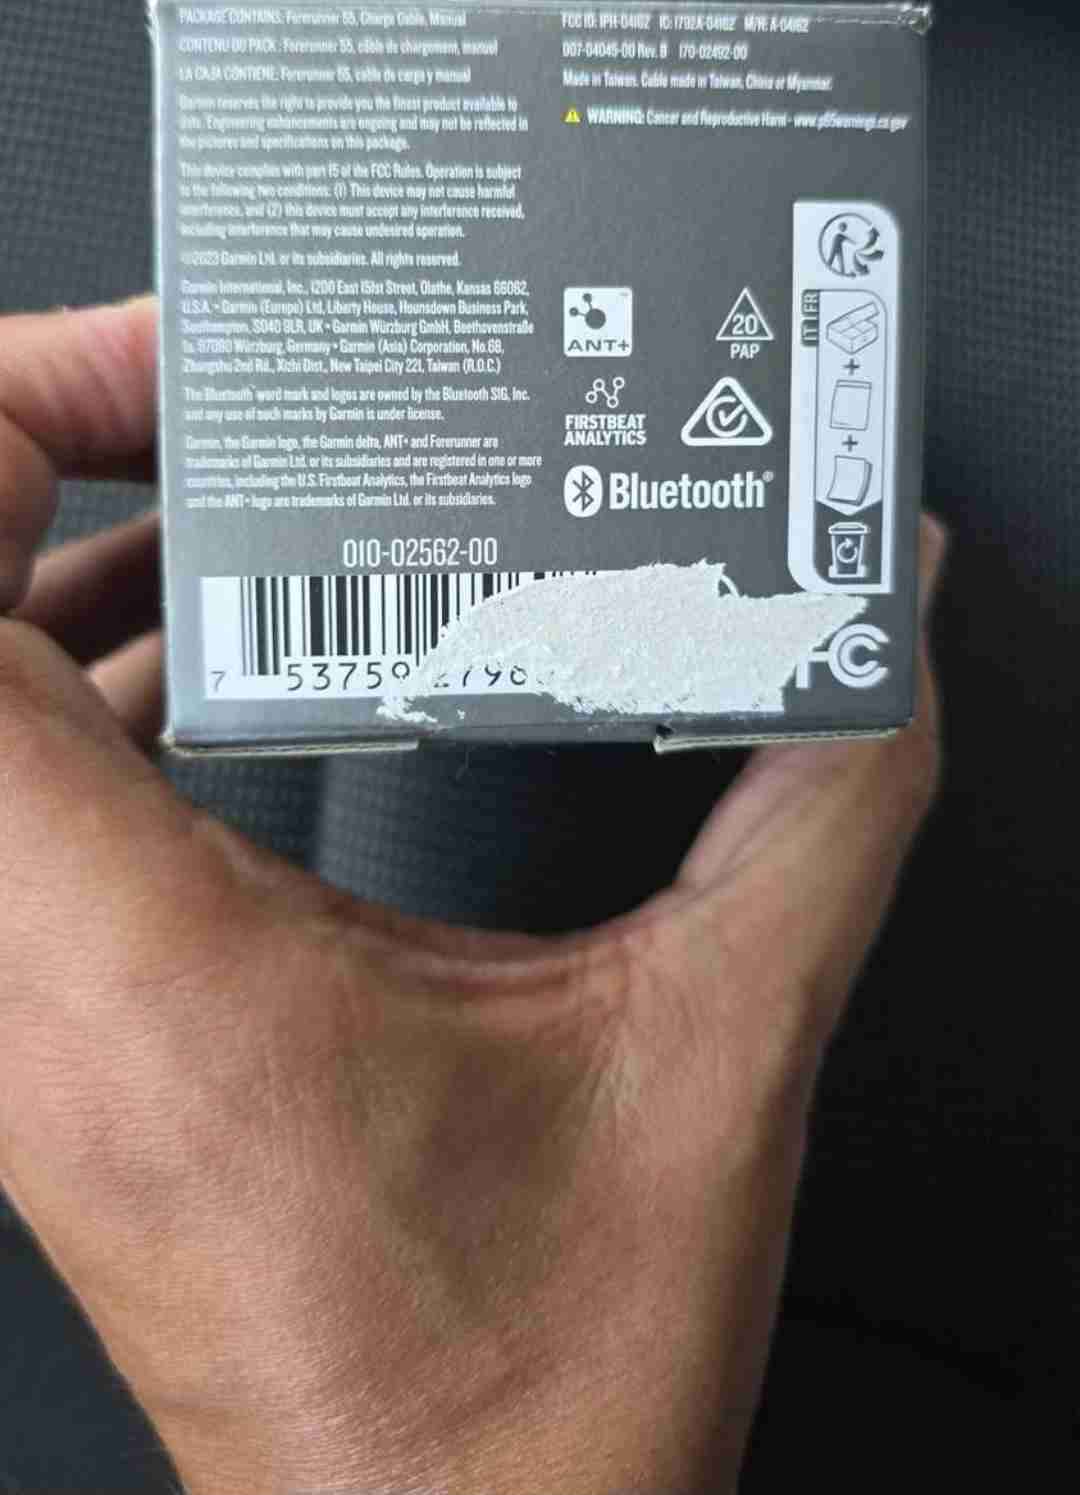 PACKAGE CONTAINS: Forerunner 55, Charge Cable, Manual
CONTENU DU PACK : Forerunner 55, câble de chargement, manuel
LA CAJA CONTIENE: Forerunner 55, cable de carga y manual
Garmin reserves the right to provide you the finest product available to
date. Engineering enhancements are ongoing and may not be reflected in
the pictures and specifications on this package.
This device complies with part 15 of the FCC Rules. Operation is subject
to the following two conditions: (1) This device may not cause harmful
interference, and (2) this device must accept any interference received,
including interference that may cause undesired operation.
©2023 Garmin Ltd. or its subsidiaries. All rights reserved.
Garmin International, Inc., 1200 East 151st Street, Olathe, Kansas 66062,
U.S.A. • Garmin (Europe) Ltd, Liberty House, Hounsdown Business Park,
Southampton, SO40 9LR, UK • Garmin Würzburg GmbH, Beethovenstraße
1a, 97080 Würzburg, Germany • Garmin (Asia) Corporation, No.68,
Zhangshu 2nd Rd., Xizhi Dist., New Taipei City 221, Taiwan (R.O.C.)
The Bluetooth® word mark and logos are owned by the Bluetooth SIG, Inc.
and any use of such marks by Garmin is under license.
Garmin, the Garmin logo, the Garmin delta, ANT+ and Forerunner are
trademarks of Garmin Ltd. or its subsidiaries and are registered in one or more
countries, including the U.S. Firstbeat Analytics, the Firstbeat Analytics logo
and the ANT+ logo are trademarks of Garmin Ltd. or its subsidiaries.
010-02562-00
7 53759 2796
FCC ID: IPH-04162 IC: 1792A-04162 M/N: A04162
007-04045-00 Rev. B 170-02492-00
Made in Taiwan. Cable made in Taiwan, China or Myanmar.
WARNING: Cancer and Reproductive Harm - www.p65warnings.ca.gov
ANT+
20
PAP
FIRSTBEAT
ANALYTICS
Bluetooth®
IT FR
+
+
FC